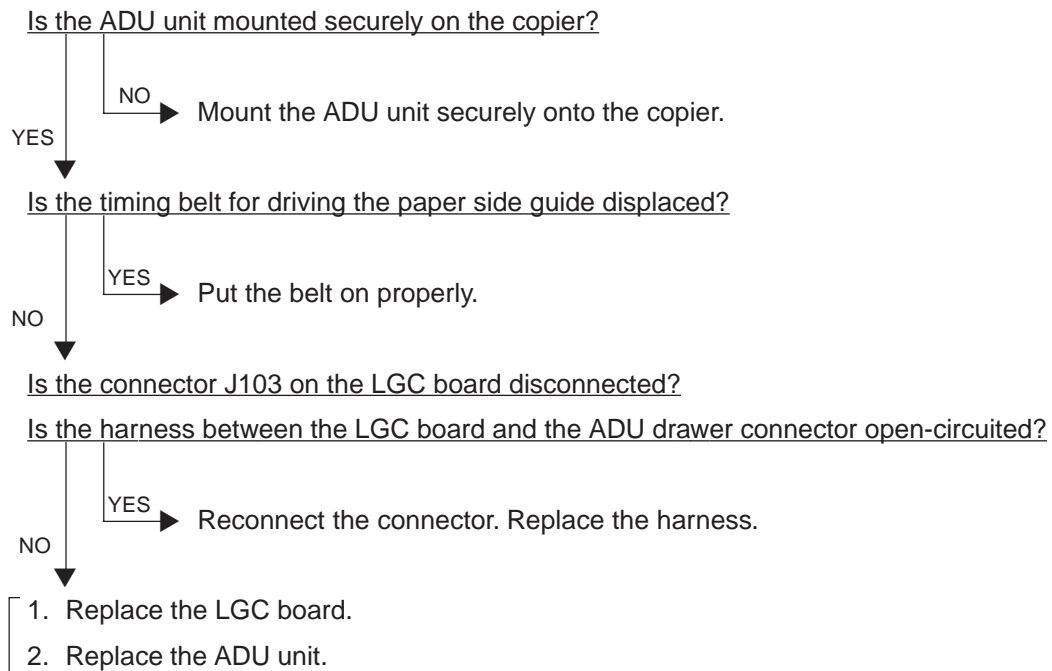 Is the ADU unit mounted securely on the copier?
NO
Mount the ADU unit securely onto the copier.
YES
Is the timing belt for driving the paper side guide displaced?
YES
Put the belt on properly.
NO
Is the connector J103 on the LGC board disconnected?
Is the harness between the LGC board and the ADU drawer connector open-circuited?
YES
Reconnect the connector. Replace the harness.
NO
1. Replace the LGC board.
2. Replace the ADU unit.